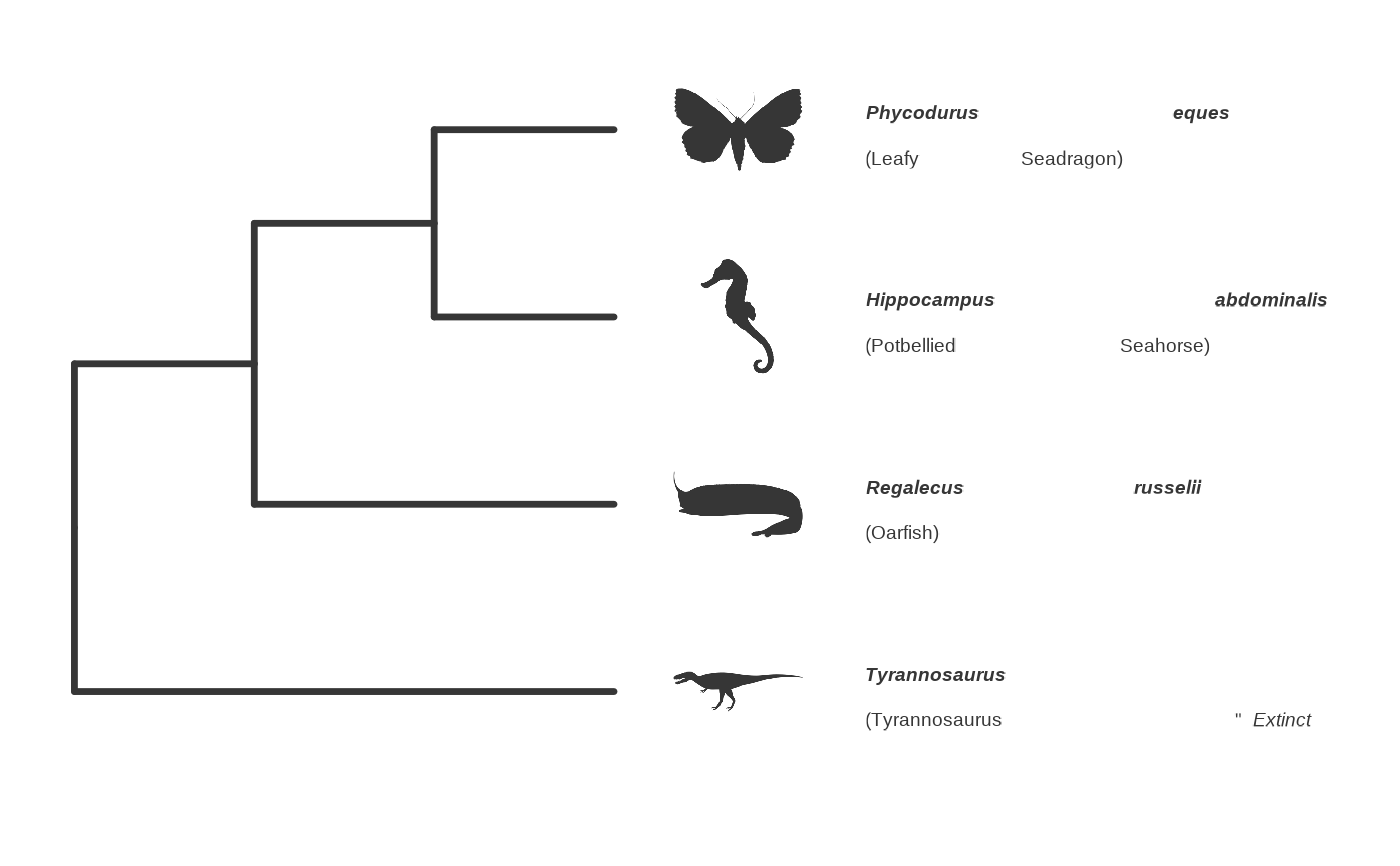 Phycodurus eques
(Leafy Seadragon)
Hippocampus abdominalis
(Potbellied Seahorse)
Regalecus russelii
(Oarfish)
Tyrannosaurus
(Tyrannosaurus " Extinct